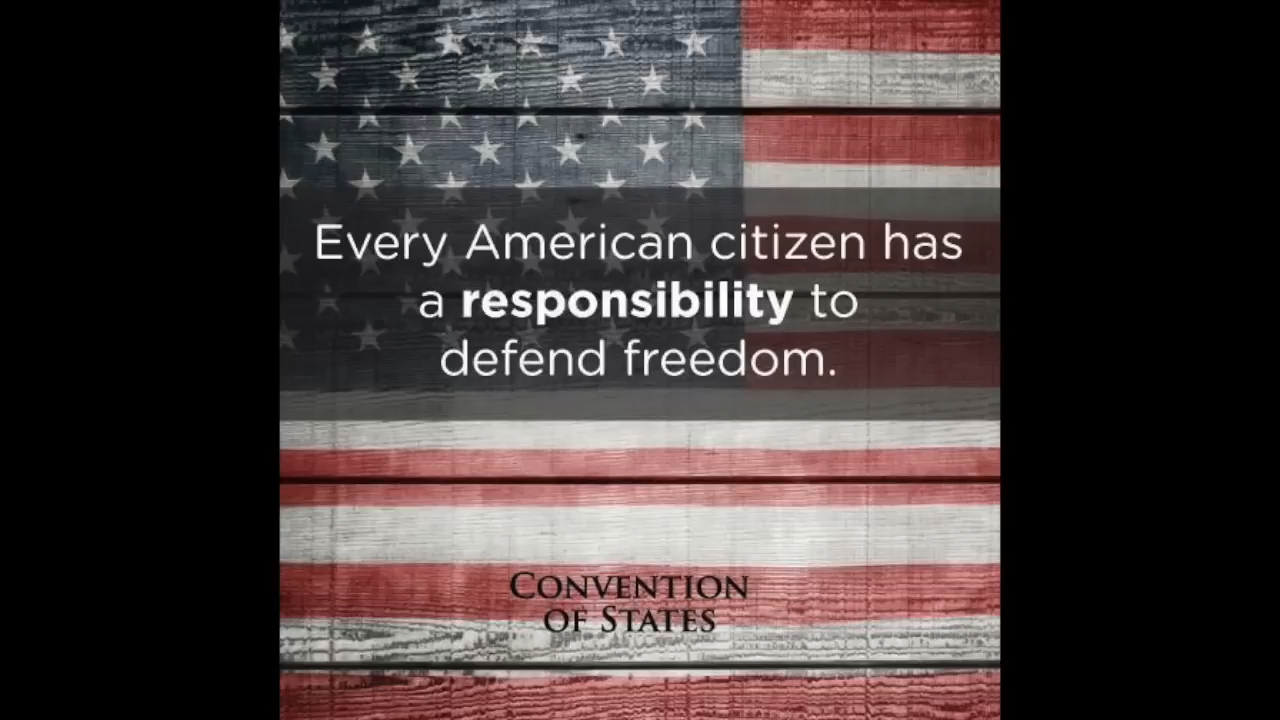 Every American citizen has
a responsibility to
defend freedom.
CONVENTION
OF STATES